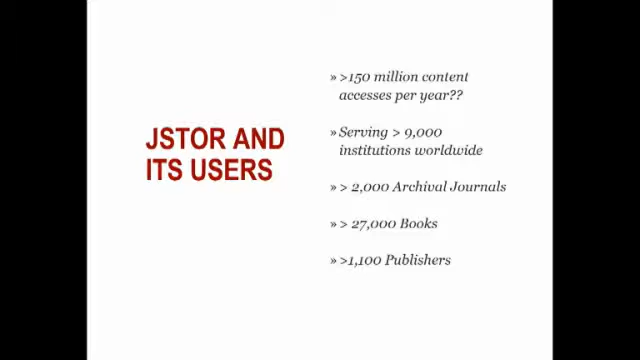 JSTOR AND
ITS USERS
» >150 million content
accesses per year??
» Serving > 9,000
institutions worldwide
» > 2,000 Archival Journals
» > 27,000 Books
» >1,100 Publishers